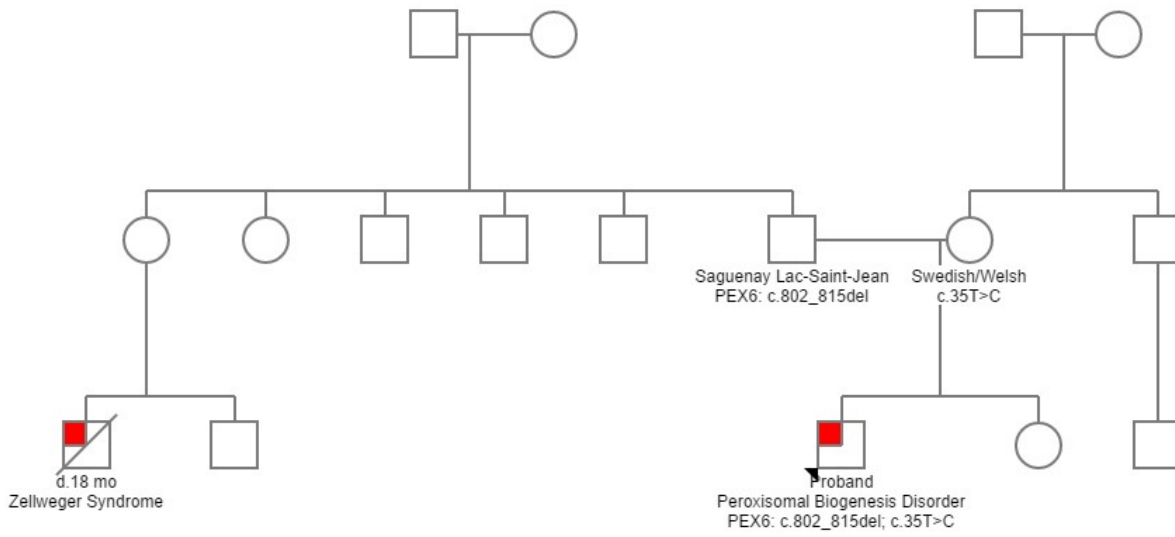 Saguenay Lac-Saint-Jean
PEX6: c.802_815del
Swedish/Welsh
c.35T>C
d.18 mo
Zellweger Syndrome
Proband
Peroxisomal Biogenesis Disorder
PEX6: c.802_815del; c.35T>C